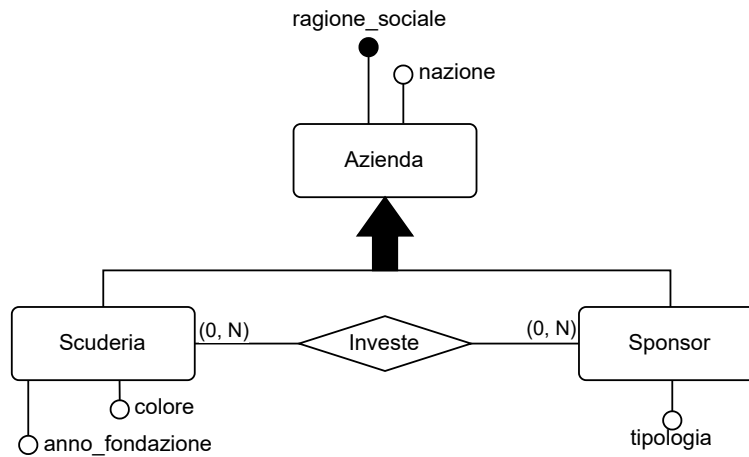 ragione_sociale
nazione
Azienda
Scuderia
(0, N)
Investe
(0, N)
Sponsor
colore
anno_fondazione
tipologia